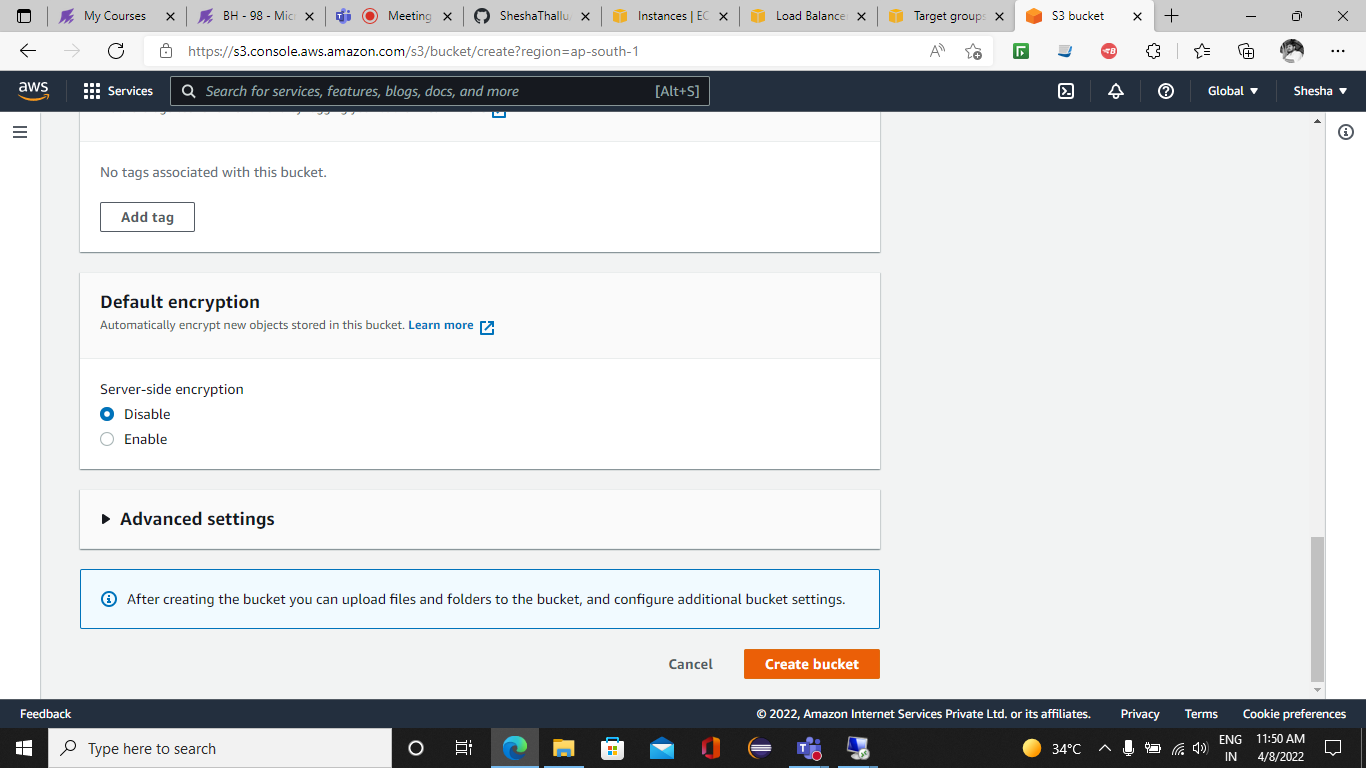 My Courses
BH - 98 - Mic
Meeting
SheshaThallu
Instances | EC
Load Balance
Target groups
S3 bucket
https://s3.console.aws.amazon.com/s3/bucket/create?region=ap-south-1
aws
Services
Search for services, features, blogs, docs, and more
[Alt+S]
Global
Shesha
No tags associated with this bucket.
Add tag
Default encryption
Automatically encrypt new objects stored in this bucket. Learn more
Server-side encryption
Disable
Enable
Advanced settings
After creating the bucket you can upload files and folders to the bucket, and configure additional bucket settings.
Cancel
Create bucket
Feedback
© 2022, Amazon Internet Services Private Ltd. or its affiliates.
Privacy
Terms
Cookie preferences
Type here to search
34°C
ENG
IN
11:50 AM
4/8/2022